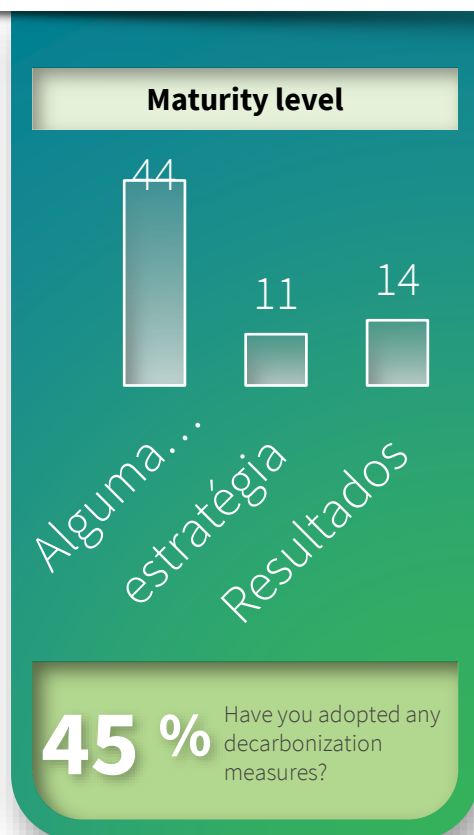 Maturity level
44
11
14
Alguma...
estratégia
Resultados
45 %
Have you adopted any
decarbonization
measures?